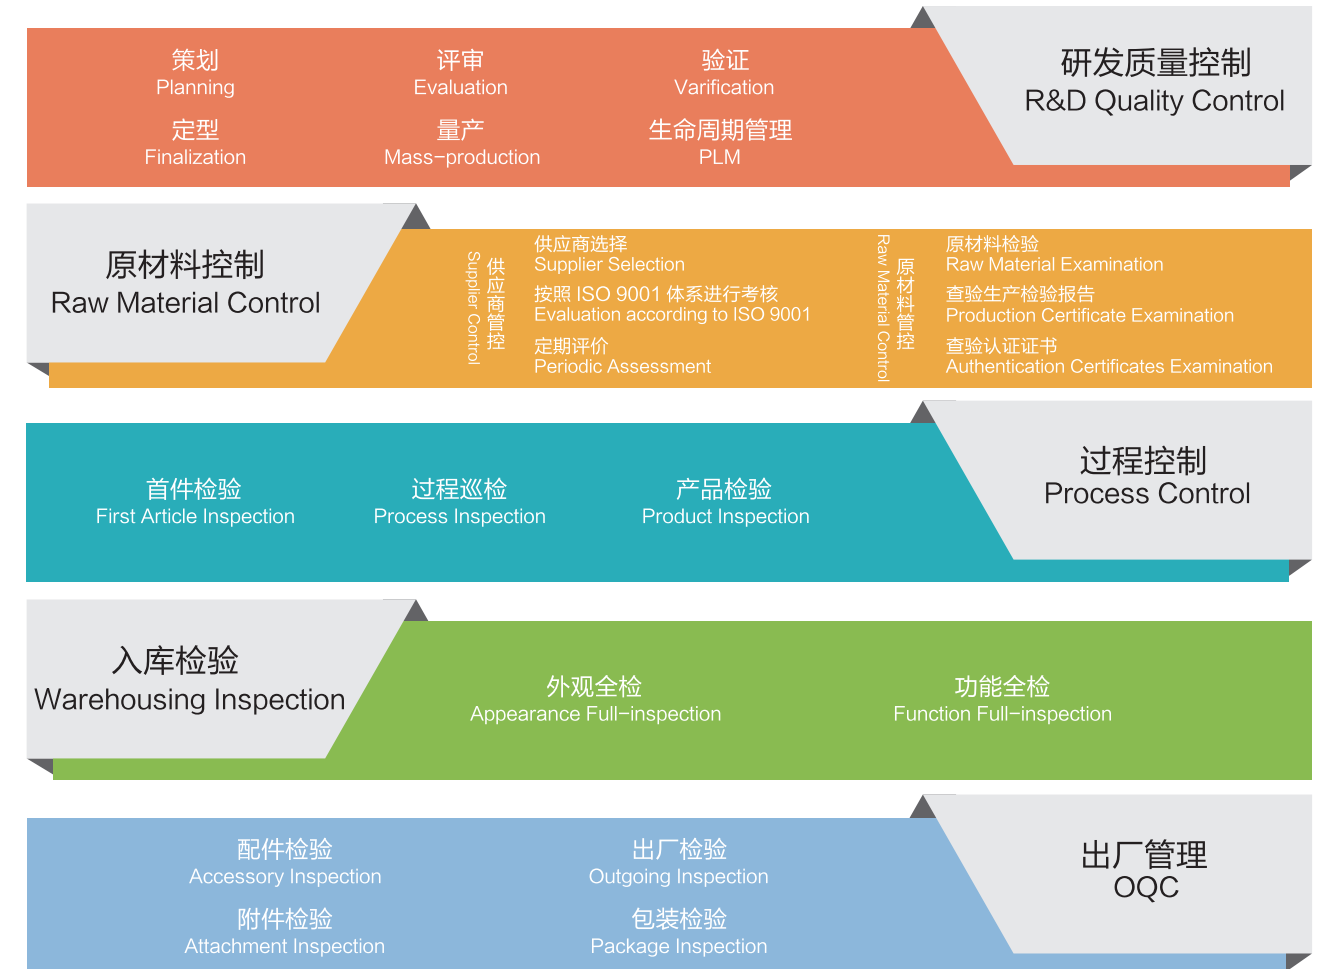 研发质量控制
R&D Quality Control
策划
Planning
评审
Evaluation
验证
Varification
定型
Finalization
量产
Mass-production
生命周期管理
PLM
原材料控制
Raw Material Control
供应商管控
Supplier Control
供应商选择
Supplier Selection
按照 ISO 9001 体系进行考核
Evaluation according to ISO 9001
定期评价
Periodic Assessment
原材料管控
Raw Material Control
原材料检验
Raw Material Examination
查验生产检验报告
Production Certificate Examination
查验认证证书
Authentication Certificates Examination
过程控制
Process Control
首件检验
First Article Inspection
过程巡检
Process Inspection
产品检验
Product Inspection
入库检验
Warehousing Inspection
外观全检
Appearance Full-inspection
功能全检
Function Full-inspection
出厂管理
OQC
配件检验
Accessory Inspection
出厂检验
Outgoing Inspection
附件检验
Attachment Inspection
包装检验
Package Inspection